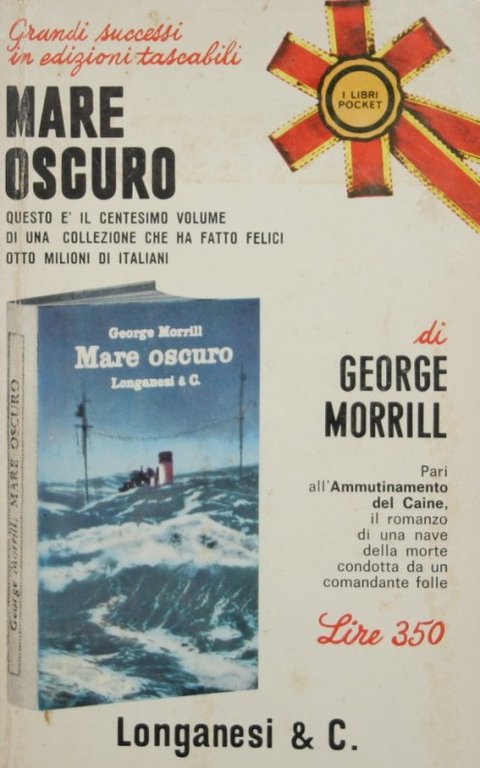 Grandi successi
in edizioni tascabili
I LIBRI
POCKET
MARE
OSCURO
QUESTO E' IL CENTESIMO VOLUME
DI UNA COLLEZIONE CHE HA FATTO FELICI
OTTO MILIONI DI ITALIANI
George Morrill
Mare oscuro
Longanesi & C.
George Morrill. MARE OSCURO
di
GEORGE
MORRILL
Pari
all'Ammutinamento
del Caine,
il romanzo
di una nave
della morte
condotta da un
comandante folle
Lire 350
Longanesi & C.